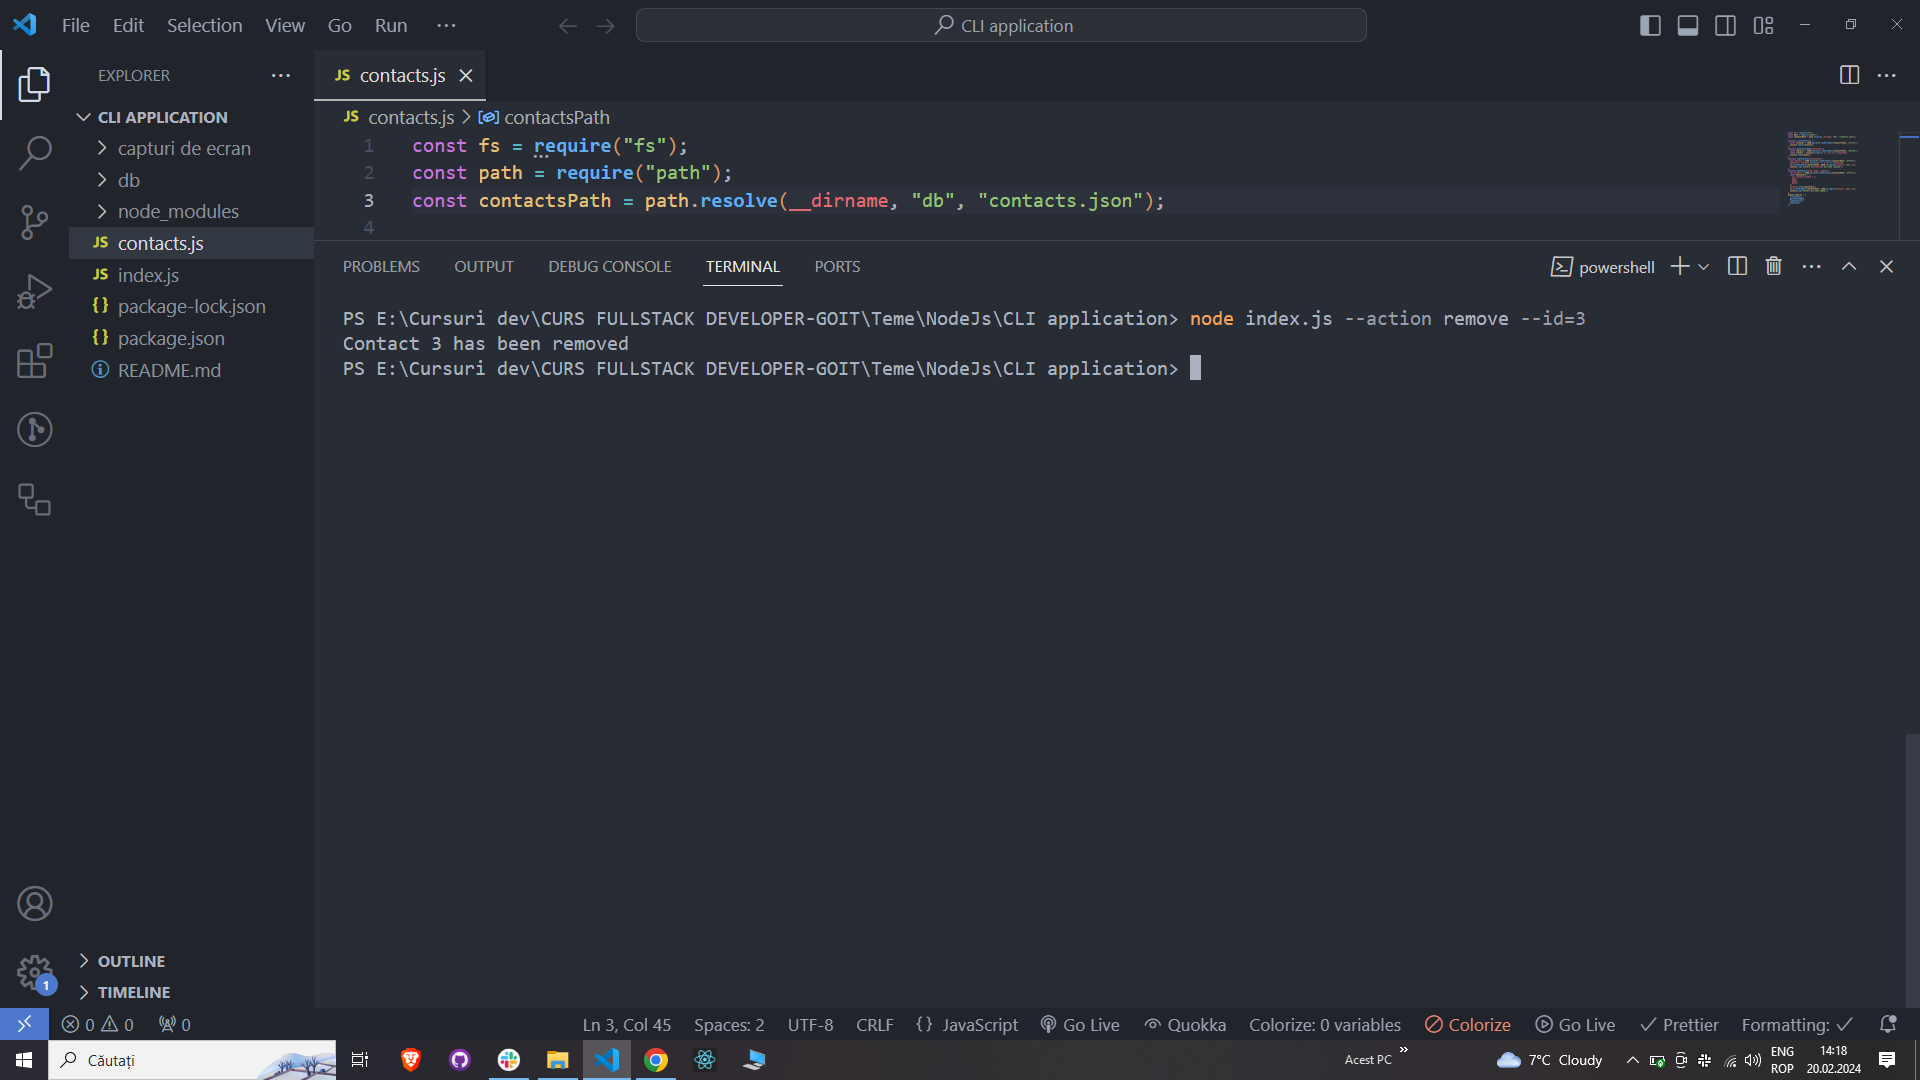 File Edit Selection View Go Run ···
CLI application
EXPLORER ···
JS contacts.js
CLI APPLICATION
JS contacts.js > contactsPath
capturi de ecran
db
node_modules
JS contacts.js
JS index.js
{} package-lock.json
{} package.json
README.md
1 const fs = require("fs");
2 const path = require("path");
3 const contactsPath = path.resolve(__dirname, "db", "contacts.json");
4
PROBLEMS OUTPUT DEBUG CONSOLE TERMINAL PORTS
powershell
PS E:\Cursuri dev\CURS FULLSTACK DEVELOPER-GOIT\Teme\NodeJs\CLI application> node index.js --action remove --id=3
Contact 3 has been removed
PS E:\Cursuri dev\CURS FULLSTACK DEVELOPER-GOIT\Teme\NodeJs\CLI application>
OUTLINE
1
TIMELINE
0 0 0
Ln 3, Col 45 Spaces: 2 UTF-8 CRLF {} JavaScript Go Live Quokka Colorize: 0 variables Colorize Go Live Prettier Formatting:
Căutați
Acest PC »
7°C Cloudy
ENG
ROP
14:18
20.02.2024